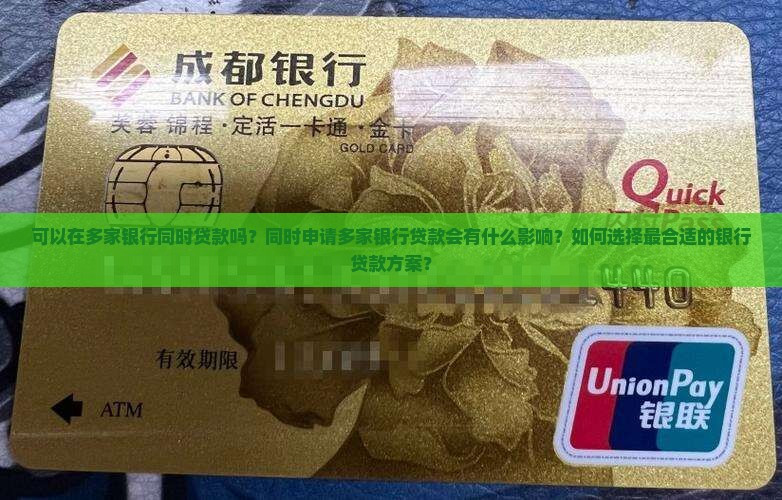 成都银行
BANK OF CHENGDU
芙蓉 锦程·定活一卡通·金卡
GOLD CARD
Quick
可以在多家银行同时贷款吗？同时申请多家银行贷款会有什么影响？如何选择最合适的银行
贷款方案？
1440
有效期限
ATM
UnionPay
银联